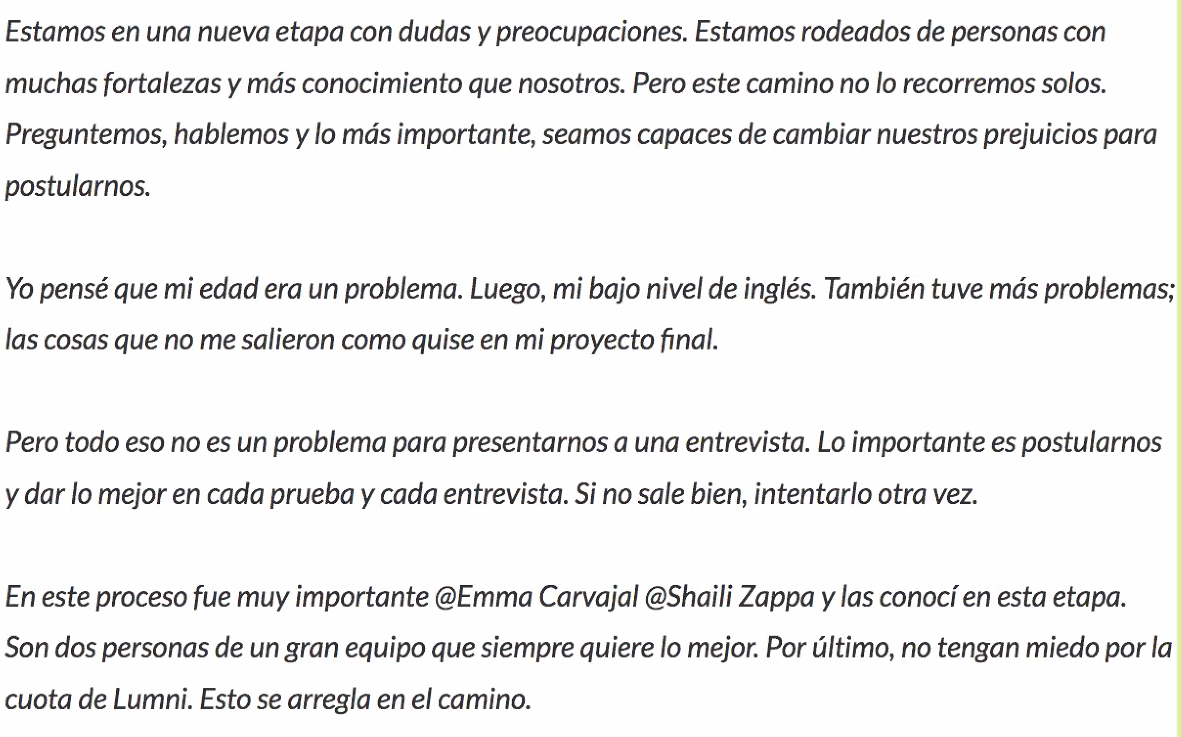 Estamos en una nueva etapa con dudas y preocupaciones. Estamos rodeados de personas con
muchas fortalezas y más conocimiento que nosotros. Pero este camino no lo recorremos solos.
Preguntemos, hablemos y lo más importante, seamos capaces de cambiar nuestros prejuicios para
postularnos.
Yo pensé que mi edad era un problema. Luego, mi bajo nivel de inglés. También tuve más problemas;
las cosas que no me salieron como quise en mi proyecto final.
Pero todo eso no es un problema para presentarnos a una entrevista. Lo importante es postularnos
y dar lo mejor en cada prueba y cada entrevista. Si no sale bien, intentarlo otra vez.
En este proceso fue muy importante @Emma Carvajal @Shaili Zappa y las conocí en esta etapa.
Son dos personas de un gran equipo que siempre quiere lo mejor. Por último, no tengan miedo por la
cuota de Lumni. Esto se arregla en el camino.